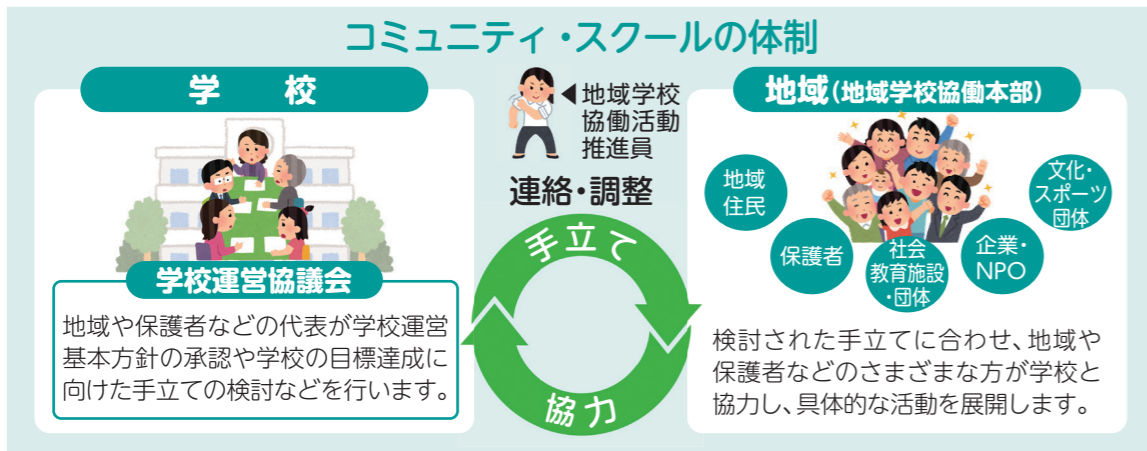 コミュニティ・スクールの体制
学　校
学校運営協議会
地域や保護者などの代表が学校運営
基本方針の承認や学校の目標達成に
向けた手立ての検討などを行います。
◀地域学校
協働活動
推進員
連絡・調整
手立て
協力
地域(地域学校協働本部)
地域
住民
保護者
社会
教育施設
・団体
企業・
NPO
文化・
スポーツ
団体
検討された手立てに合わせ、地域や
保護者などのさまざまな方が学校と
協力し、具体的な活動を展開します。